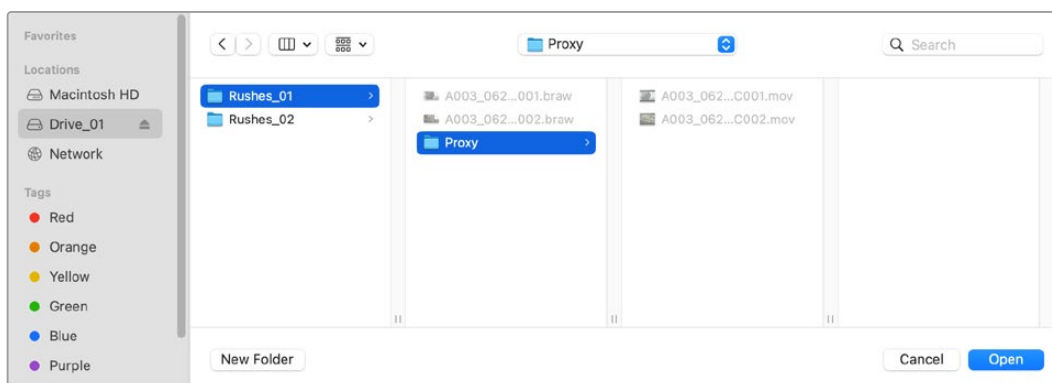 Favorites
Locations
Macintosh HD
Drive_01
Network
Tags
Red
Orange
Yellow
Green
Blue
Purple
Proxy
Search
Rushes_01
Rushes_02
A003_062...001.braw
A003_062...002.braw
Proxy
A003_062...C001.mov
A003_062...C002.mov
New Folder
Cancel
Open